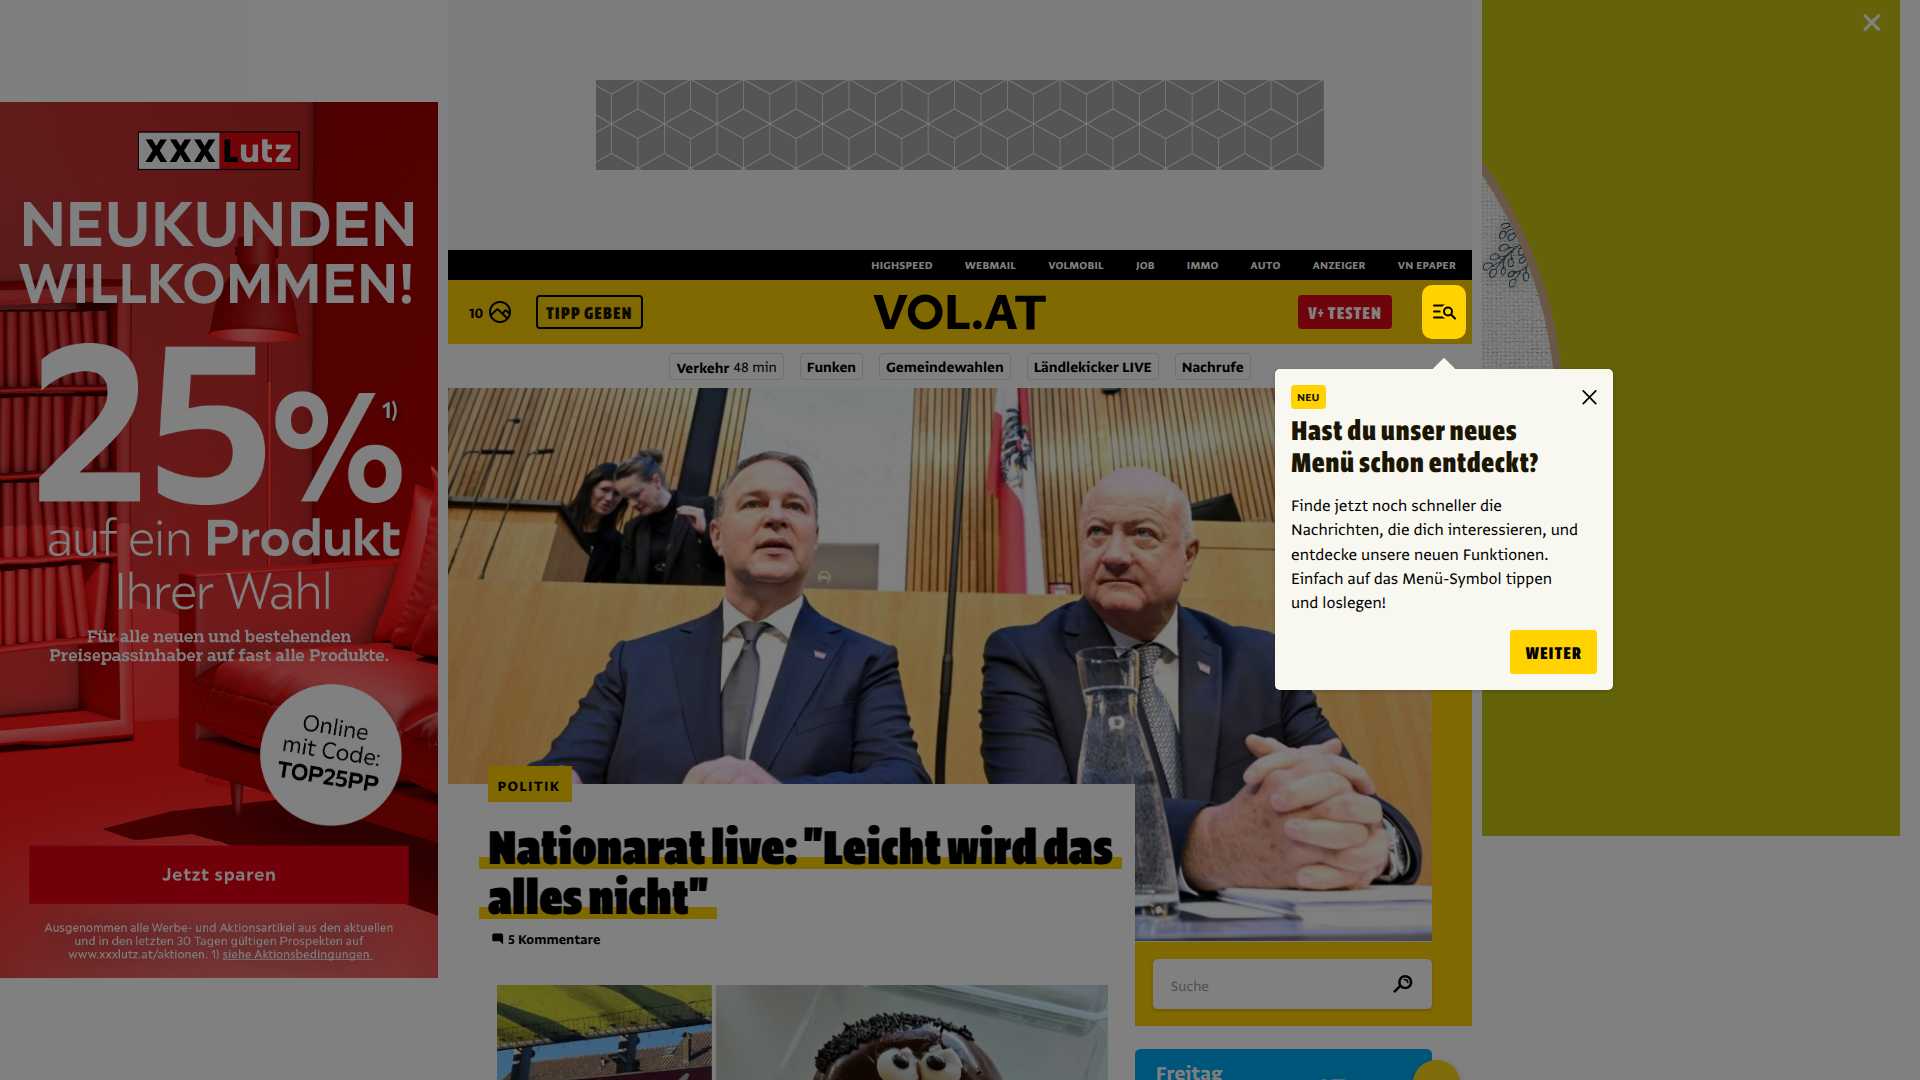 XXXLutz
NEUKUNDEN
WILLKOMMEN!
25%1)
auf ein Produkt
Ihrer Wahl
Für alle neuen und bestehenden
Preisepassinhaber auf fast alle Produkte.
Online
mit Code:
TOP25PP
Jetzt sparen
Ausgenommen alle Werbe- und Aktionsartikel aus den aktuellen
und in den letzten 30 Tagen gültigen Prospekten auf
www.xxxlutz.at/aktionen. 1) siehe Aktionsbedingungen
HIGHSPEED WEBMAIL VOLMOBIL JOB IMMO AUTO ANZEIGER VN EPAPER
10 TIPP GEBEN VOL.AT V+ TESTEN
Verkehr 48 min Funken Gemeindewahlen Ländlekicker LIVE Nachrufe
NEU
Hast du unser neues
Menü schon entdeckt?
Finde jetzt noch schneller die
Nachrichten, die dich interessieren, und
entdecke unsere neuen Funktionen.
Einfach auf das Menü-Symbol tippen
und loslegen!
WEITER
POLITIK
Nationarat live: "Leicht wird das
alles nicht"
5 Kommentare
Suche
Freitag